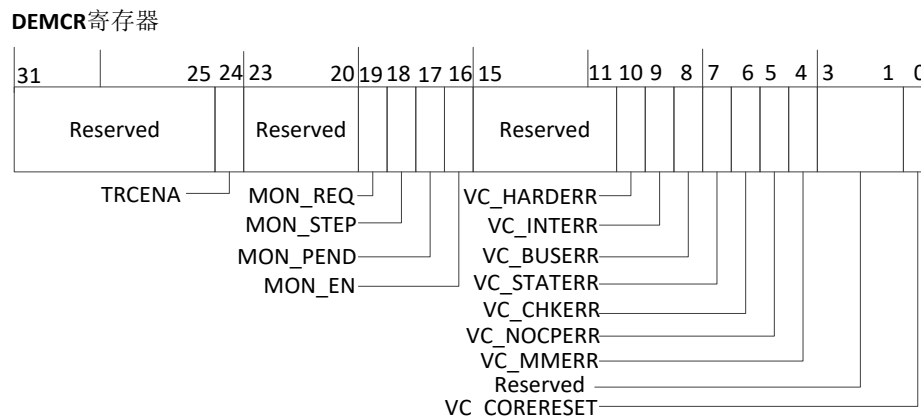 DEMCR寄存器
31 25 24 23 20 19 18 17 16 15 11 10 9 8 7 6 5 4 3 1 0
Reserved Reserved Reserved
TRCENA MON_REQ VC_HARDERR
MON_STEP VC_INTERR
MON_PEND VC_BUSERR
MON_EN VC_STATERR
VC_CHKERR
VC_NOCPERR
VC_MMERR
Reserved
VC_CORERESET